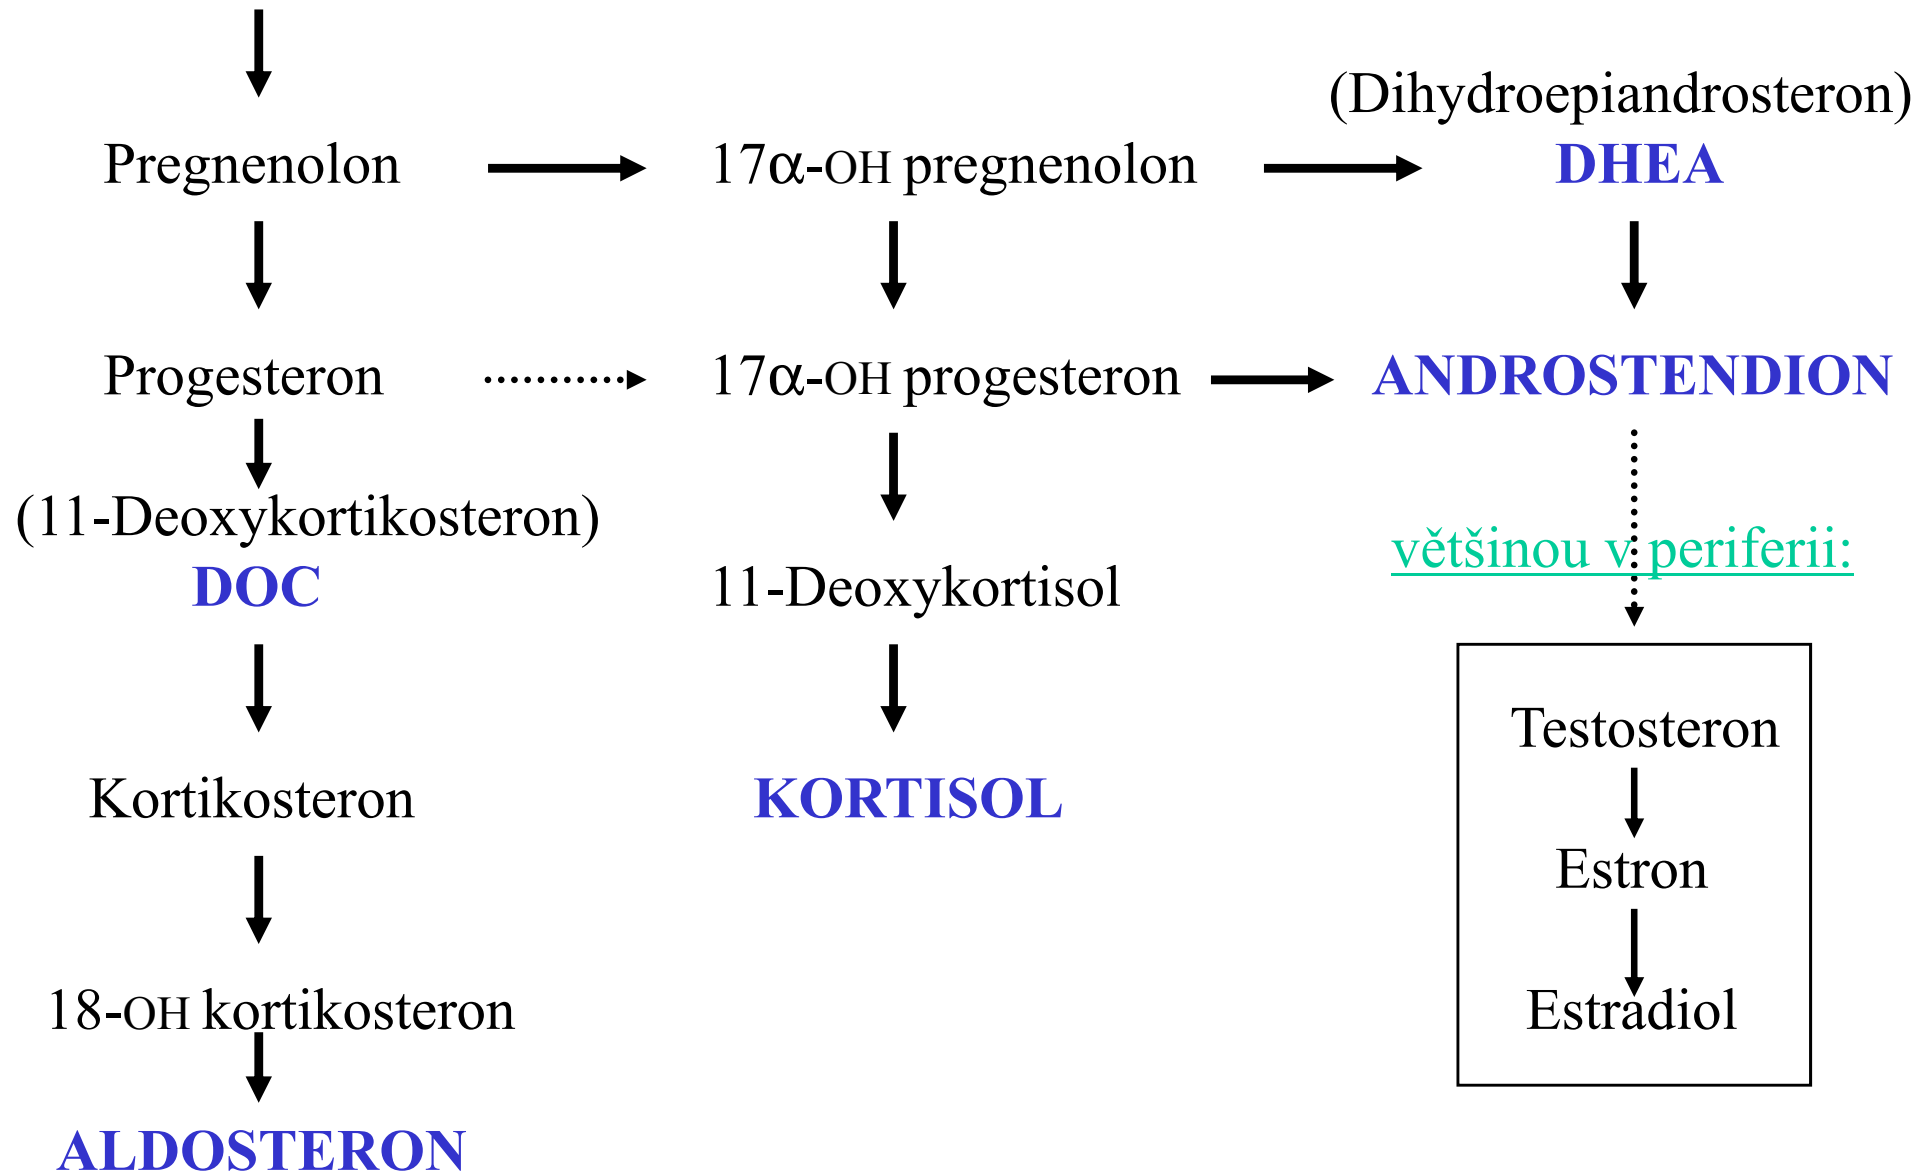 (Dihydroepiandrosteron)
Pregnenolon 17α-OH pregnenolon DHEA
Progesteron 17α-OH progesteron ANDROSTENDION
(11-Deoxykortikosteron)
většinou v periferii:
DOC 11-Deoxykortisol
Testosteron
Kortikosteron KORTISOL
Estron
18-OH kortikosteron Estradiol
ALDOSTERON